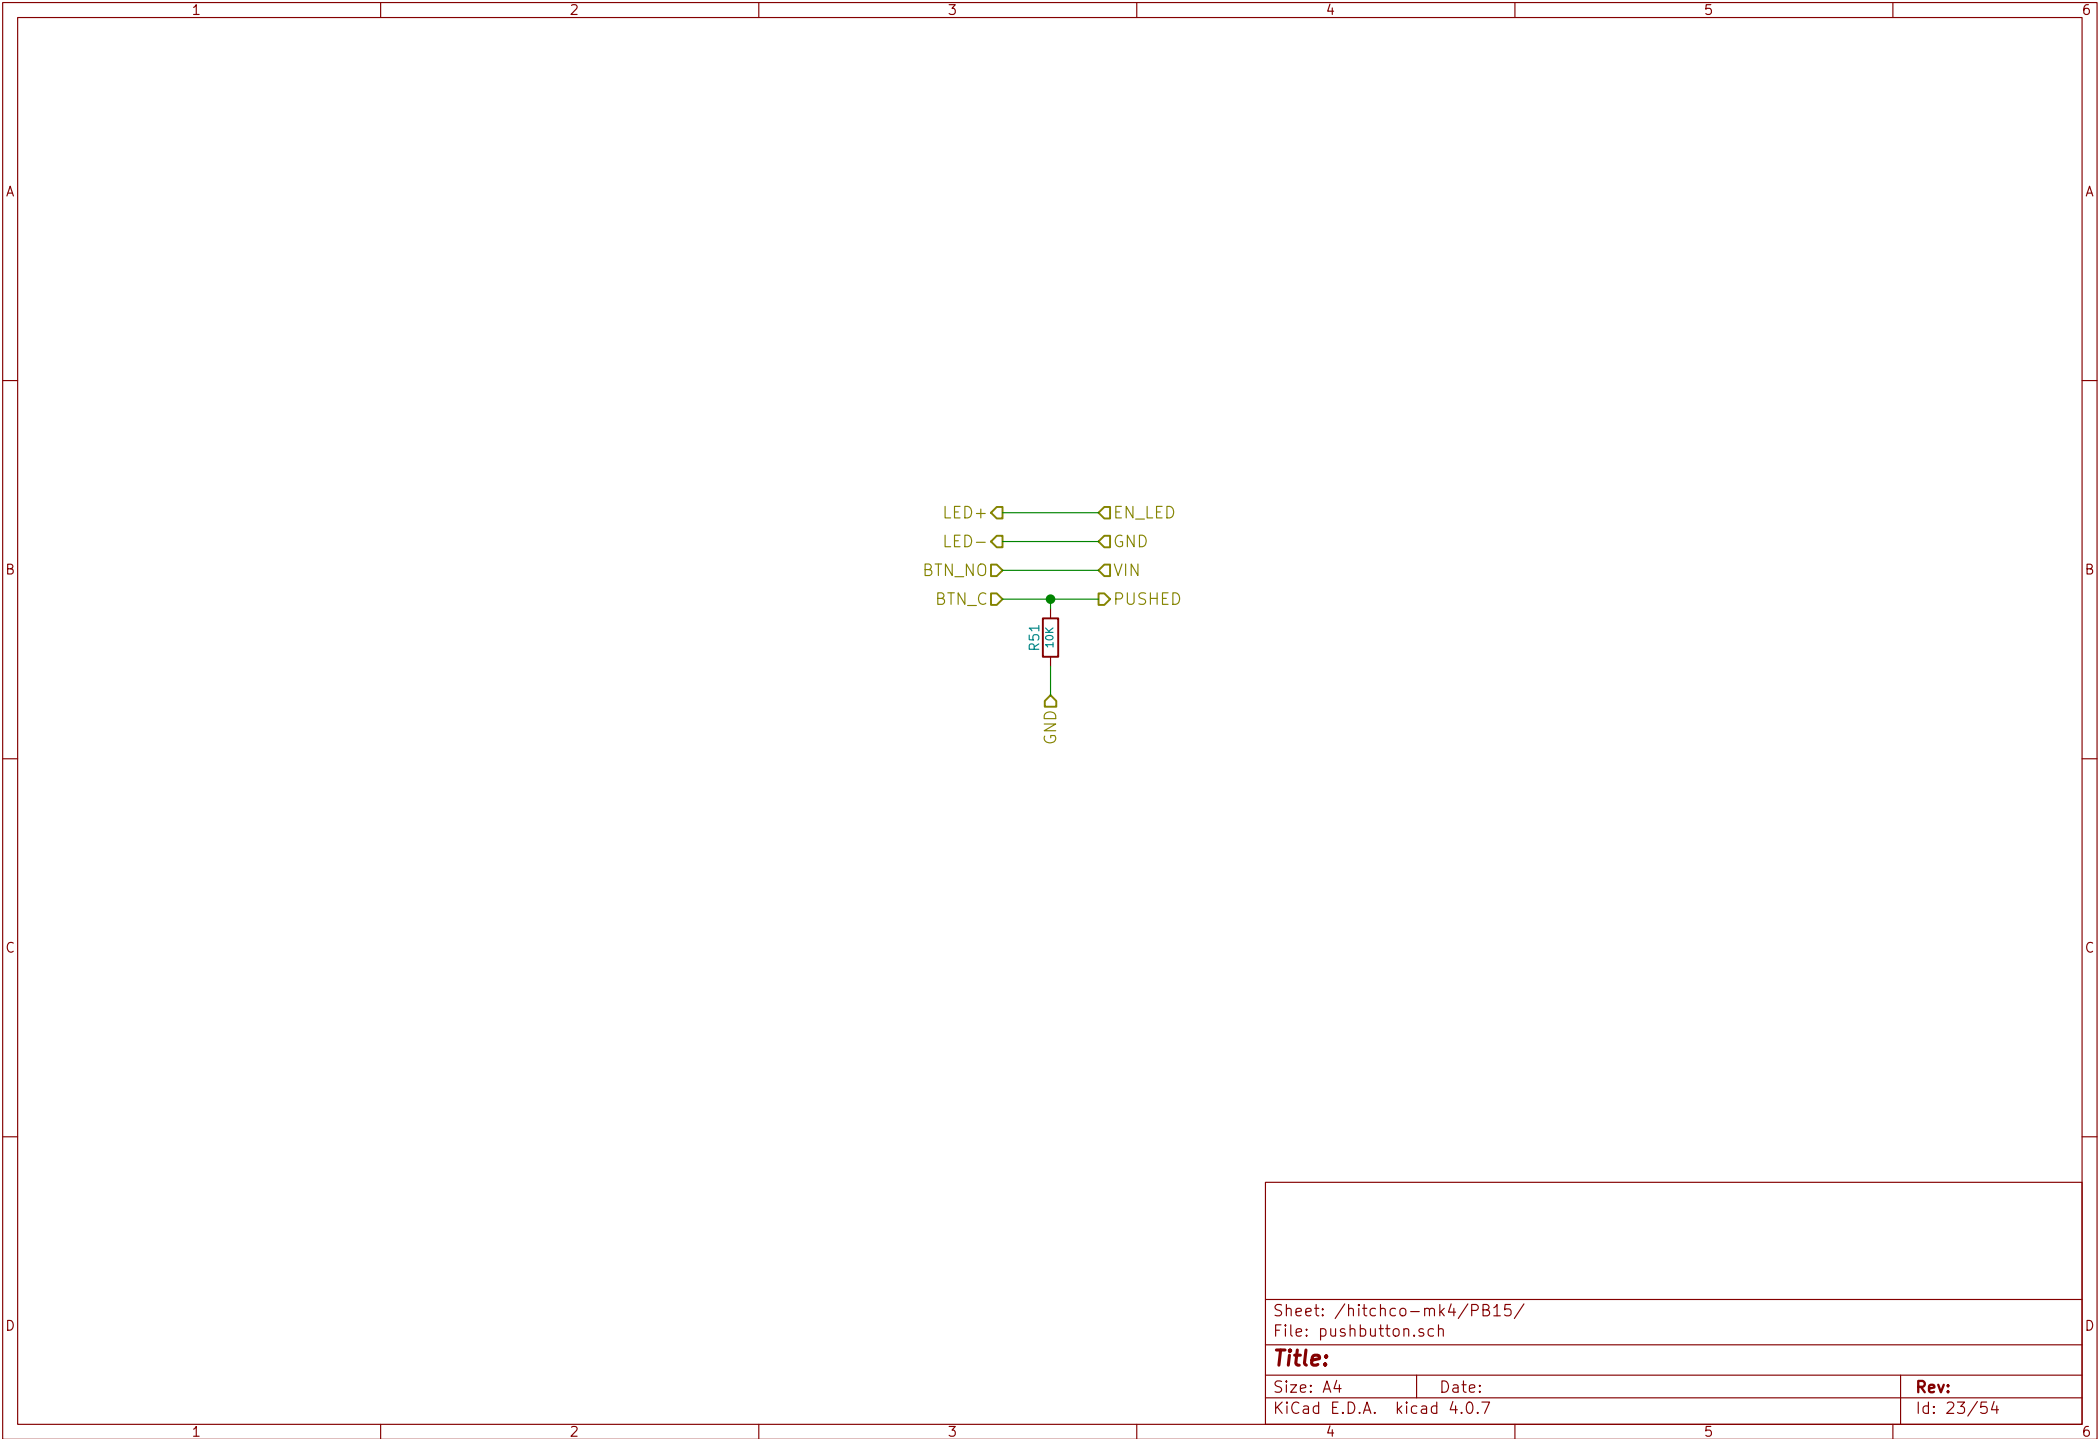 1 2 3 4 5 6
A A
LED+ EN_LED
LED- GND
BTN_NO VIN
B B
BTN_C PUSHED
R51
10K
GND
C C
Sheet: /hitchco-mk4/PB15/
D D
File: pushbutton.sch
Title:
Size: A4 Date: Rev:
KiCad E.D.A. kicad 4.0.7 Id: 23/54
1 2 3 4 5 6